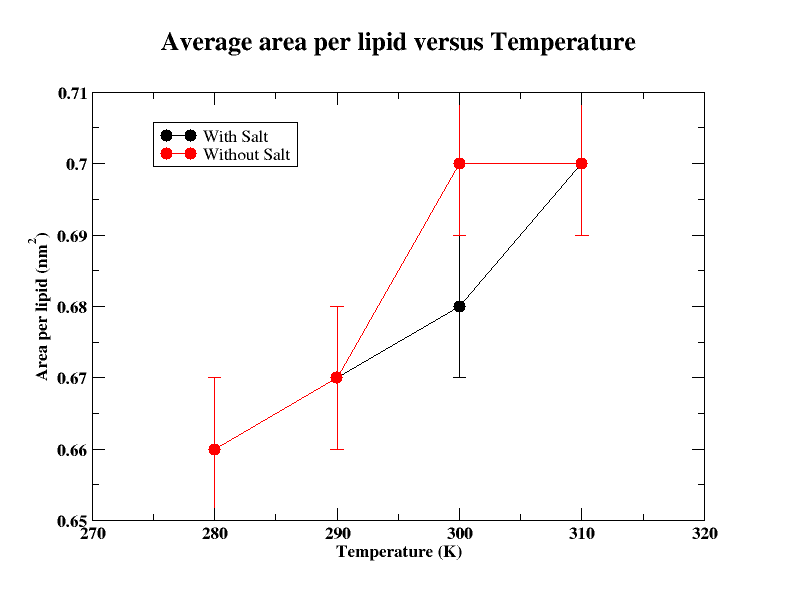 Average area per lipid versus Temperature
0.71
0.7
0.69
0.68
0.67
0.66
0.65
Area per lipid (nm²)
With Salt
Without Salt
270 280 290 300 310 320
Temperature (K)